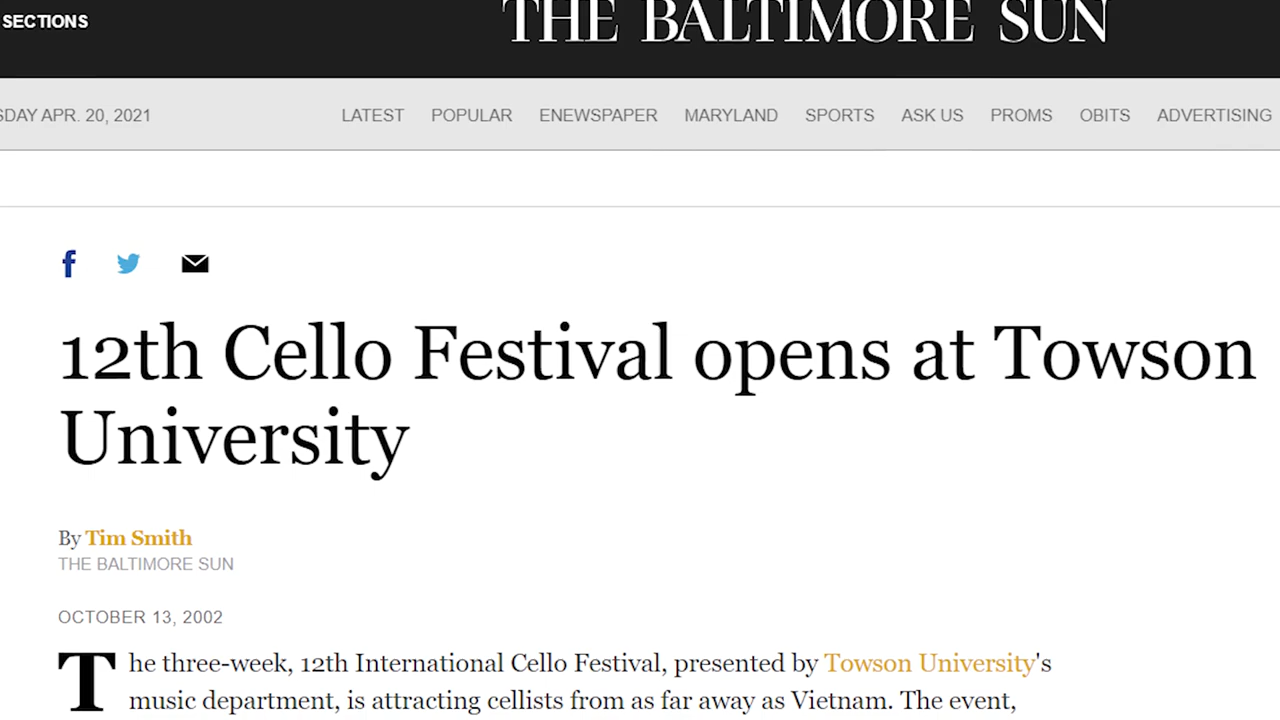 SECTIONS
THE BALTIMORE SUN
SDAY APR. 20, 2021 LATEST POPULAR ENEWSPAPER MARYLAND SPORTS ASK US PROMS OBITS ADVERTISING
12th Cello Festival opens at Towson
University
By Tim Smith
THE BALTIMORE SUN
OCTOBER 13, 2002
The three-week, 12th International Cello Festival, presented by Towson University's
music department, is attracting cellists from as far away as Vietnam. The event,